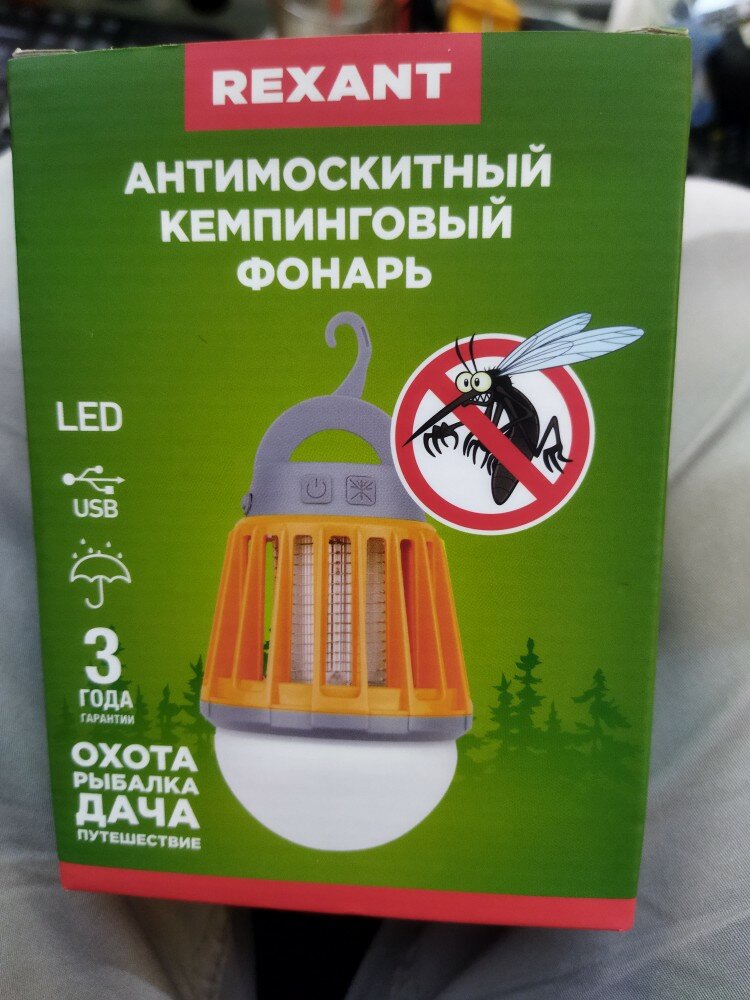 REXANT
АНТИМОСКИТНЫЙ
КЕМПИНГОВЫЙ
ФОНАРЬ
LED
USB
3
ГОДА
ГАРАНТИИ
ОХОТА
РЫБАЛКА
ДАЧА
ПУТЕШЕСТВИЕ